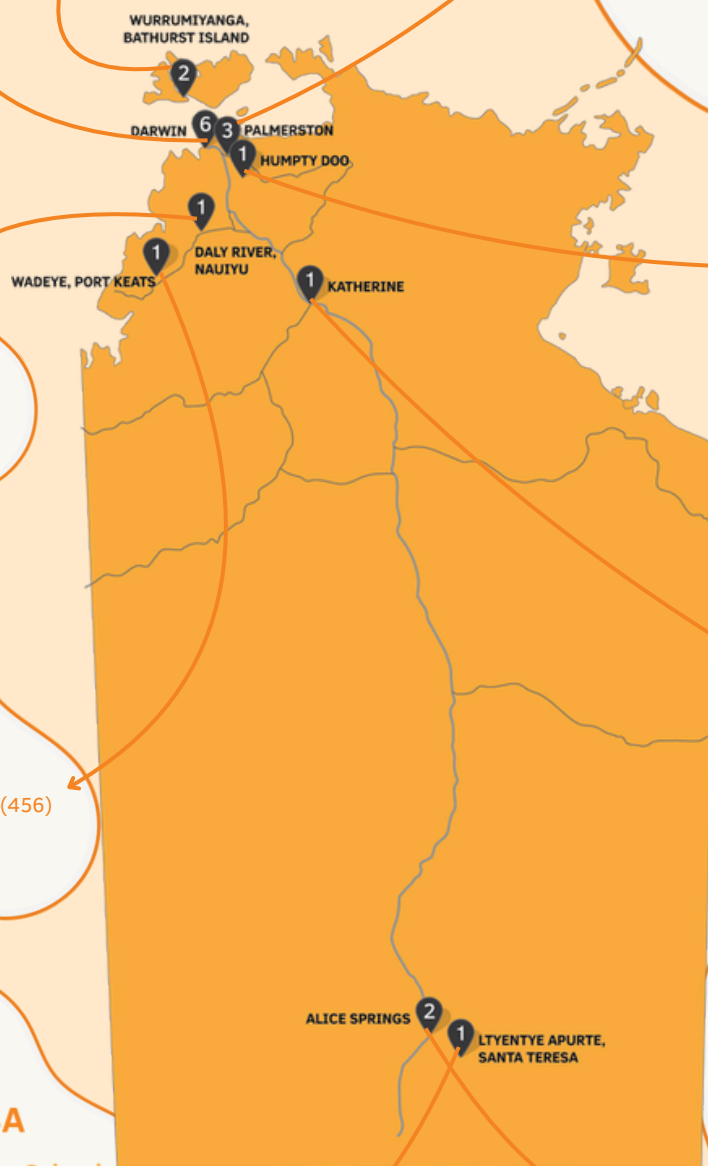 WURRUMIYANGA,
BATHURST ISLAND
2
DARWIN 6 3 PALMERSTON
1 HUMPTY DOO
1
DALY RIVER,
NAUIYU
1
WADEYE, PORT KEATS
1 KATHERINE
(456)
ALICE SPRINGS 2
1 LTYENTYE APURTE,
SANTA TERESA